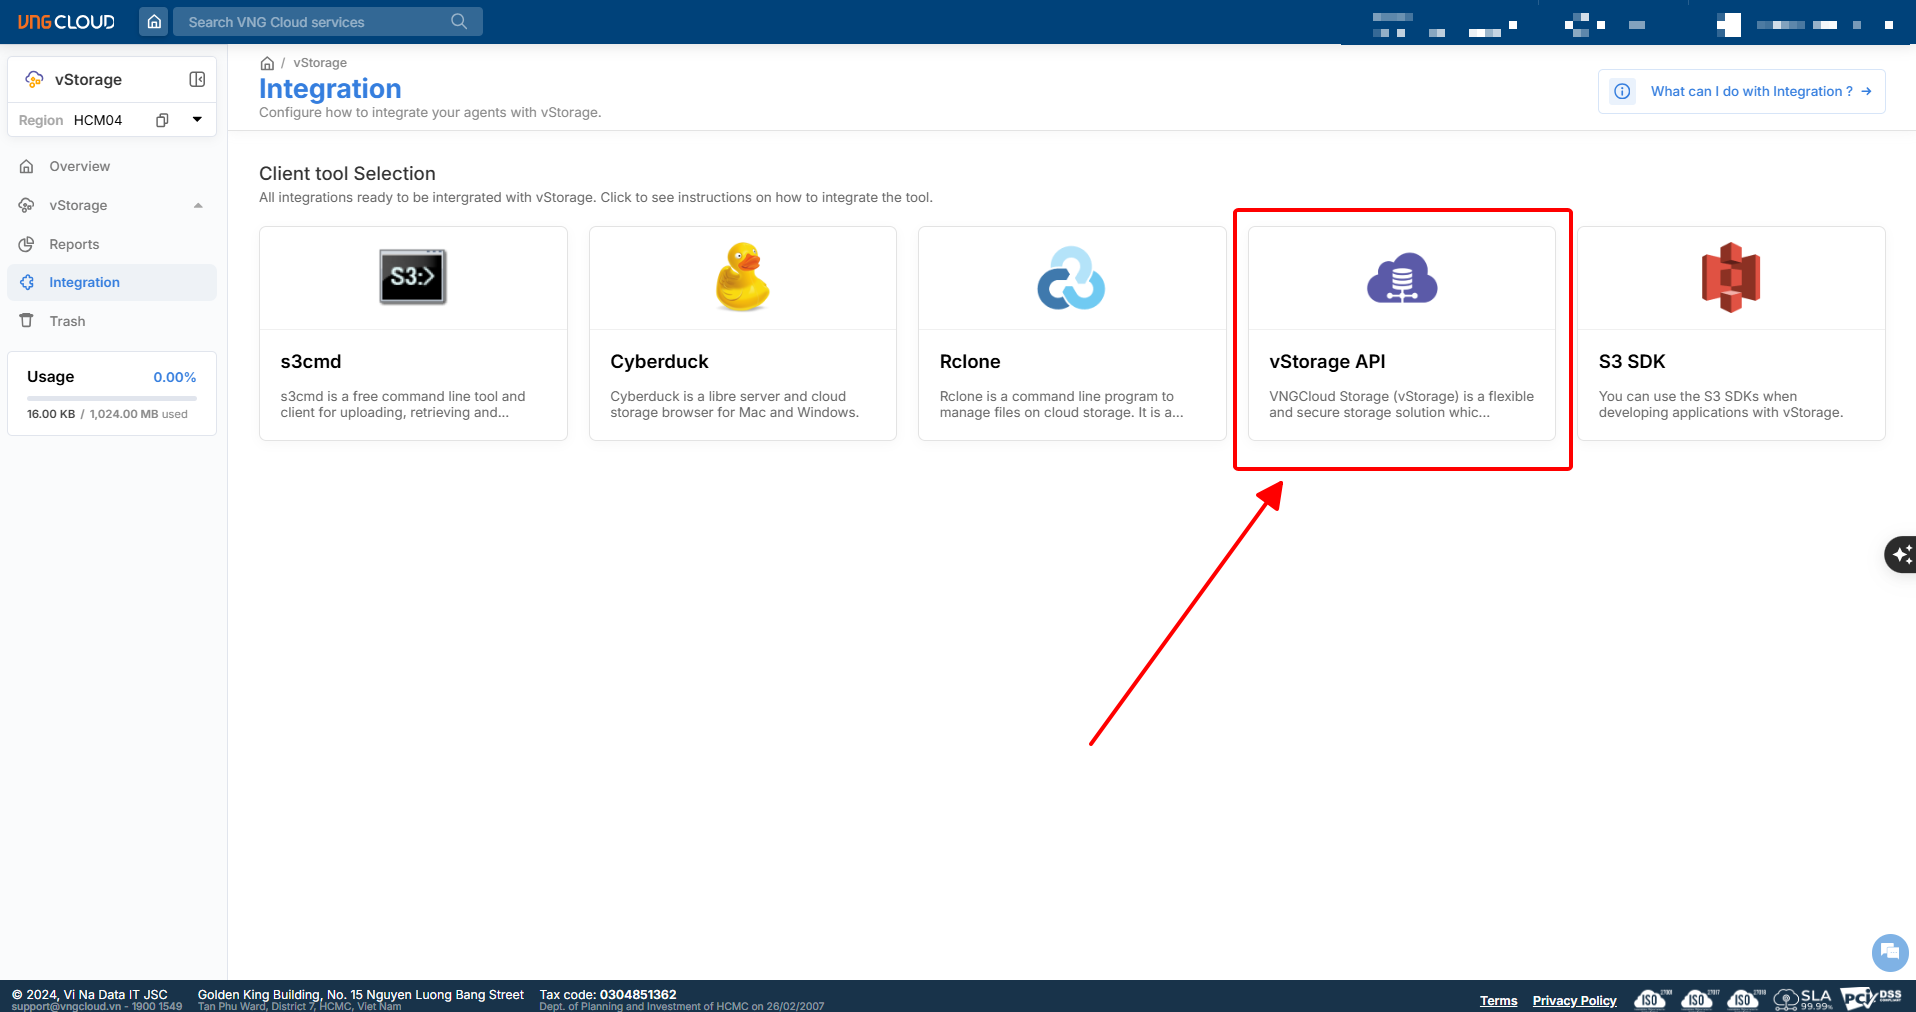 VNG CLOUD
Search VNG Cloud services
vStorage
Region HCM04
Overview
vStorage
Reports
Integration
Trash
Usage 0.00%
16.00 KB / 1,024.00 MB used
/ vStorage
Integration
Configure how to integrate your agents with vStorage.
What can I do with Integration ?
Client tool Selection
All integrations ready to be intergrated with vStorage. Click to see instructions on how to integrate the tool.
S3:>
s3cmd
s3cmd is a free command line tool and
client for uploading, retrieving and...
Cyberduck
Cyberduck is a libre server and cloud
storage browser for Mac and Windows.
Rclone
Rclone is a command line program to
manage files on cloud storage. It is a...
vStorage API
VNGCloud Storage (vStorage) is a flexible
and secure storage solution whic...
S3 SDK
You can use the S3 SDKs when
developing applications with vStorage.
© 2024, Vi Na Data IT JSC
support@vngcloud.vn - 1900 1549
Golden King Building, No. 15 Nguyen Luong Bang Street
Tan Phu Ward, District 7, HCMC, Viet Nam
Tax code: 0304851362
Dept. of Planning and Investment of HCMC on 26/02/2007
Terms
Privacy Policy
ISO
ISO
ISO
SLA
99.99%
PCI DSS